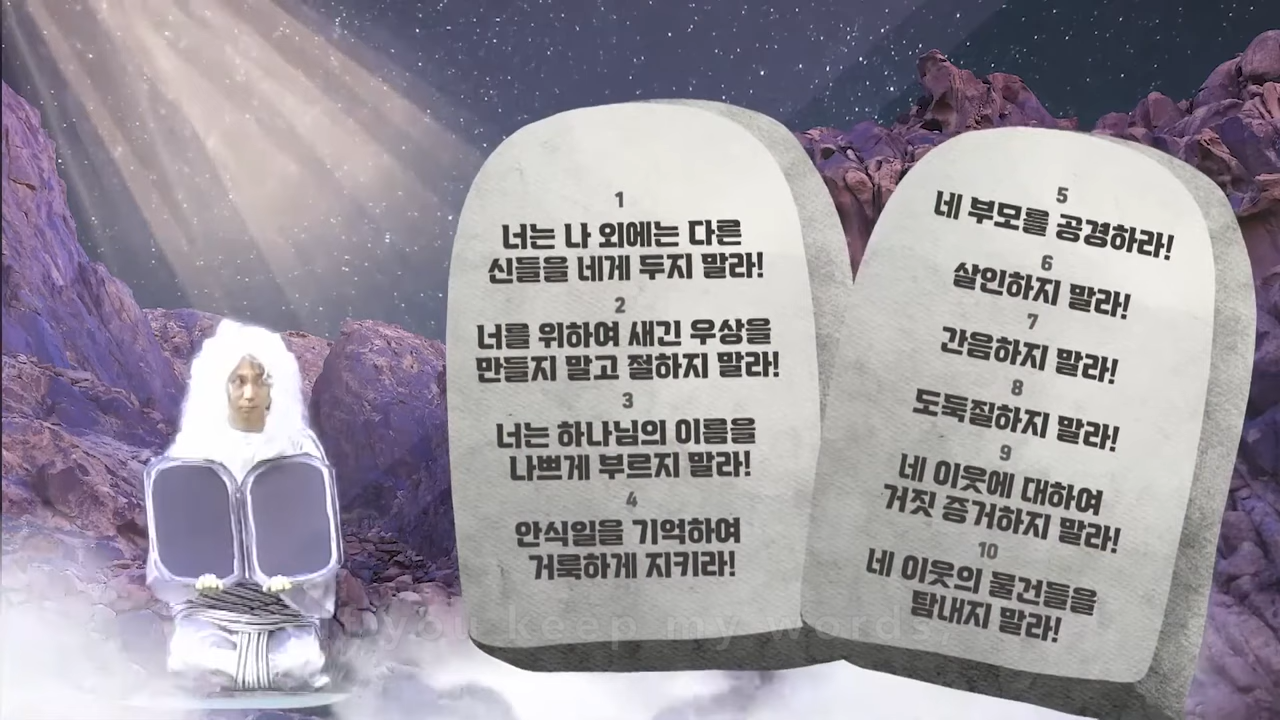 1
너는 나 외에는 다른
신들을 네게 두지 말라!
2
너를 위하여 새긴 우상을
만들지 말고 절하지 말라!
3
너는 하나님의 이름을
나쁘게 부르지 말라!
4
안식일을 기억하여
거룩하게 지키라!
5
네 부모를 공경하라!
6
살인하지 말라!
7
간음하지 말라!
8
도둑질하지 말라!
9
네 이웃에 대하여
거짓 증거하지 말라!
10
네 이웃의 물건들을
탐내지 말라!
you keep my words,